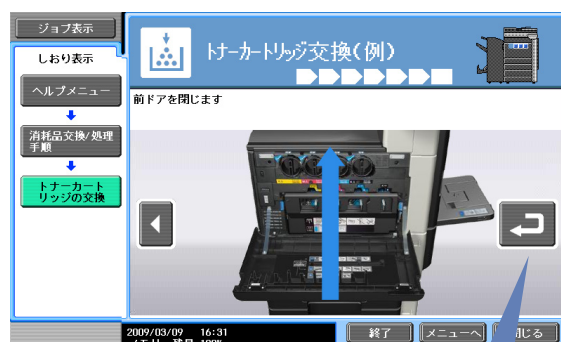 ジョブ表示
しおり表示
ヘルプメニュー
消耗品交換/処理
手順
トナーカート
リッジの交換
トナーカートリッジ交換(例)
前ドアを閉じます
2009/03/09 16:31
終了
メニューへ
閉じる